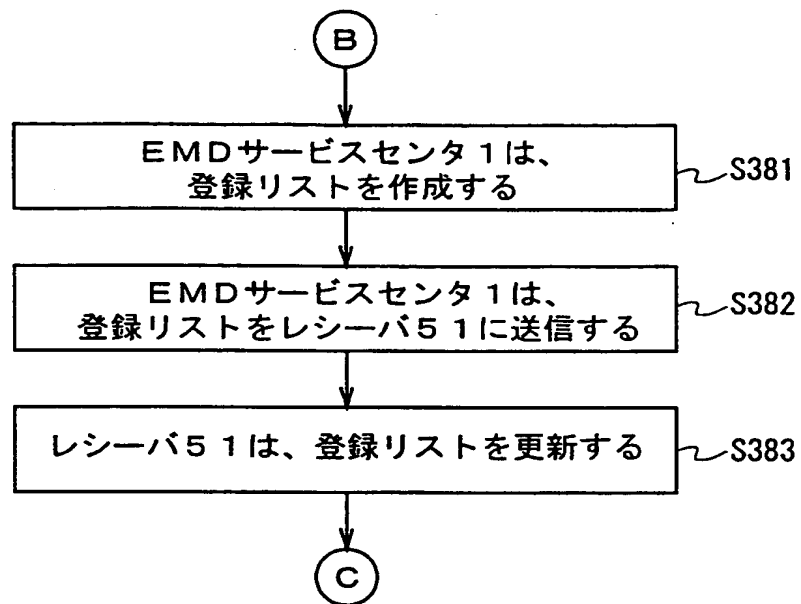 B
EMDサービスセンタ1は、
登録リストを作成する
S381
EMDサービスセンタ1は、
登録リストをレシーバ51に送信する
S382
レシーバ51は、登録リストを更新する
S383
C